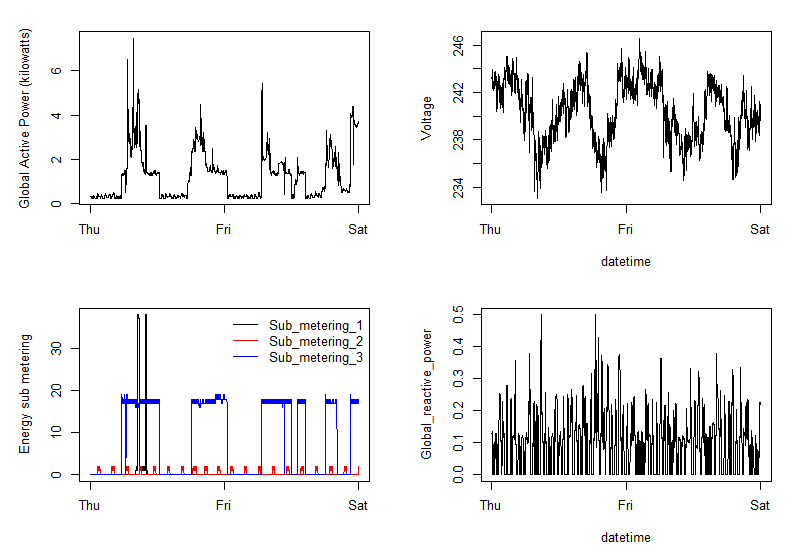 Global Active Power (kilowatts)
0 2 4 6
Thu Fri Sat
Voltage
234 238 242 246
Thu Fri Sat
datetime
Energy sub metering
0 10 20 30
Sub_metering_1
Sub_metering_2
Sub_metering_3
Thu Fri Sat
Global_reactive_power
0.0 0.1 0.2 0.3 0.4 0.5
Thu Fri Sat
datetime